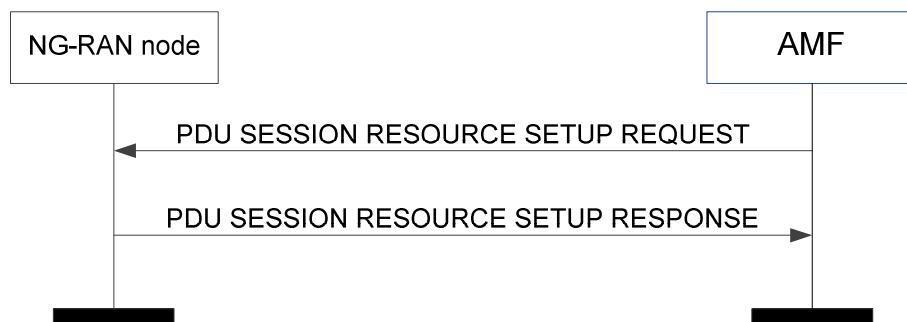 NG-RAN node
AMF
PDU SESSION RESOURCE SETUP REQUEST
PDU SESSION RESOURCE SETUP RESPONSE